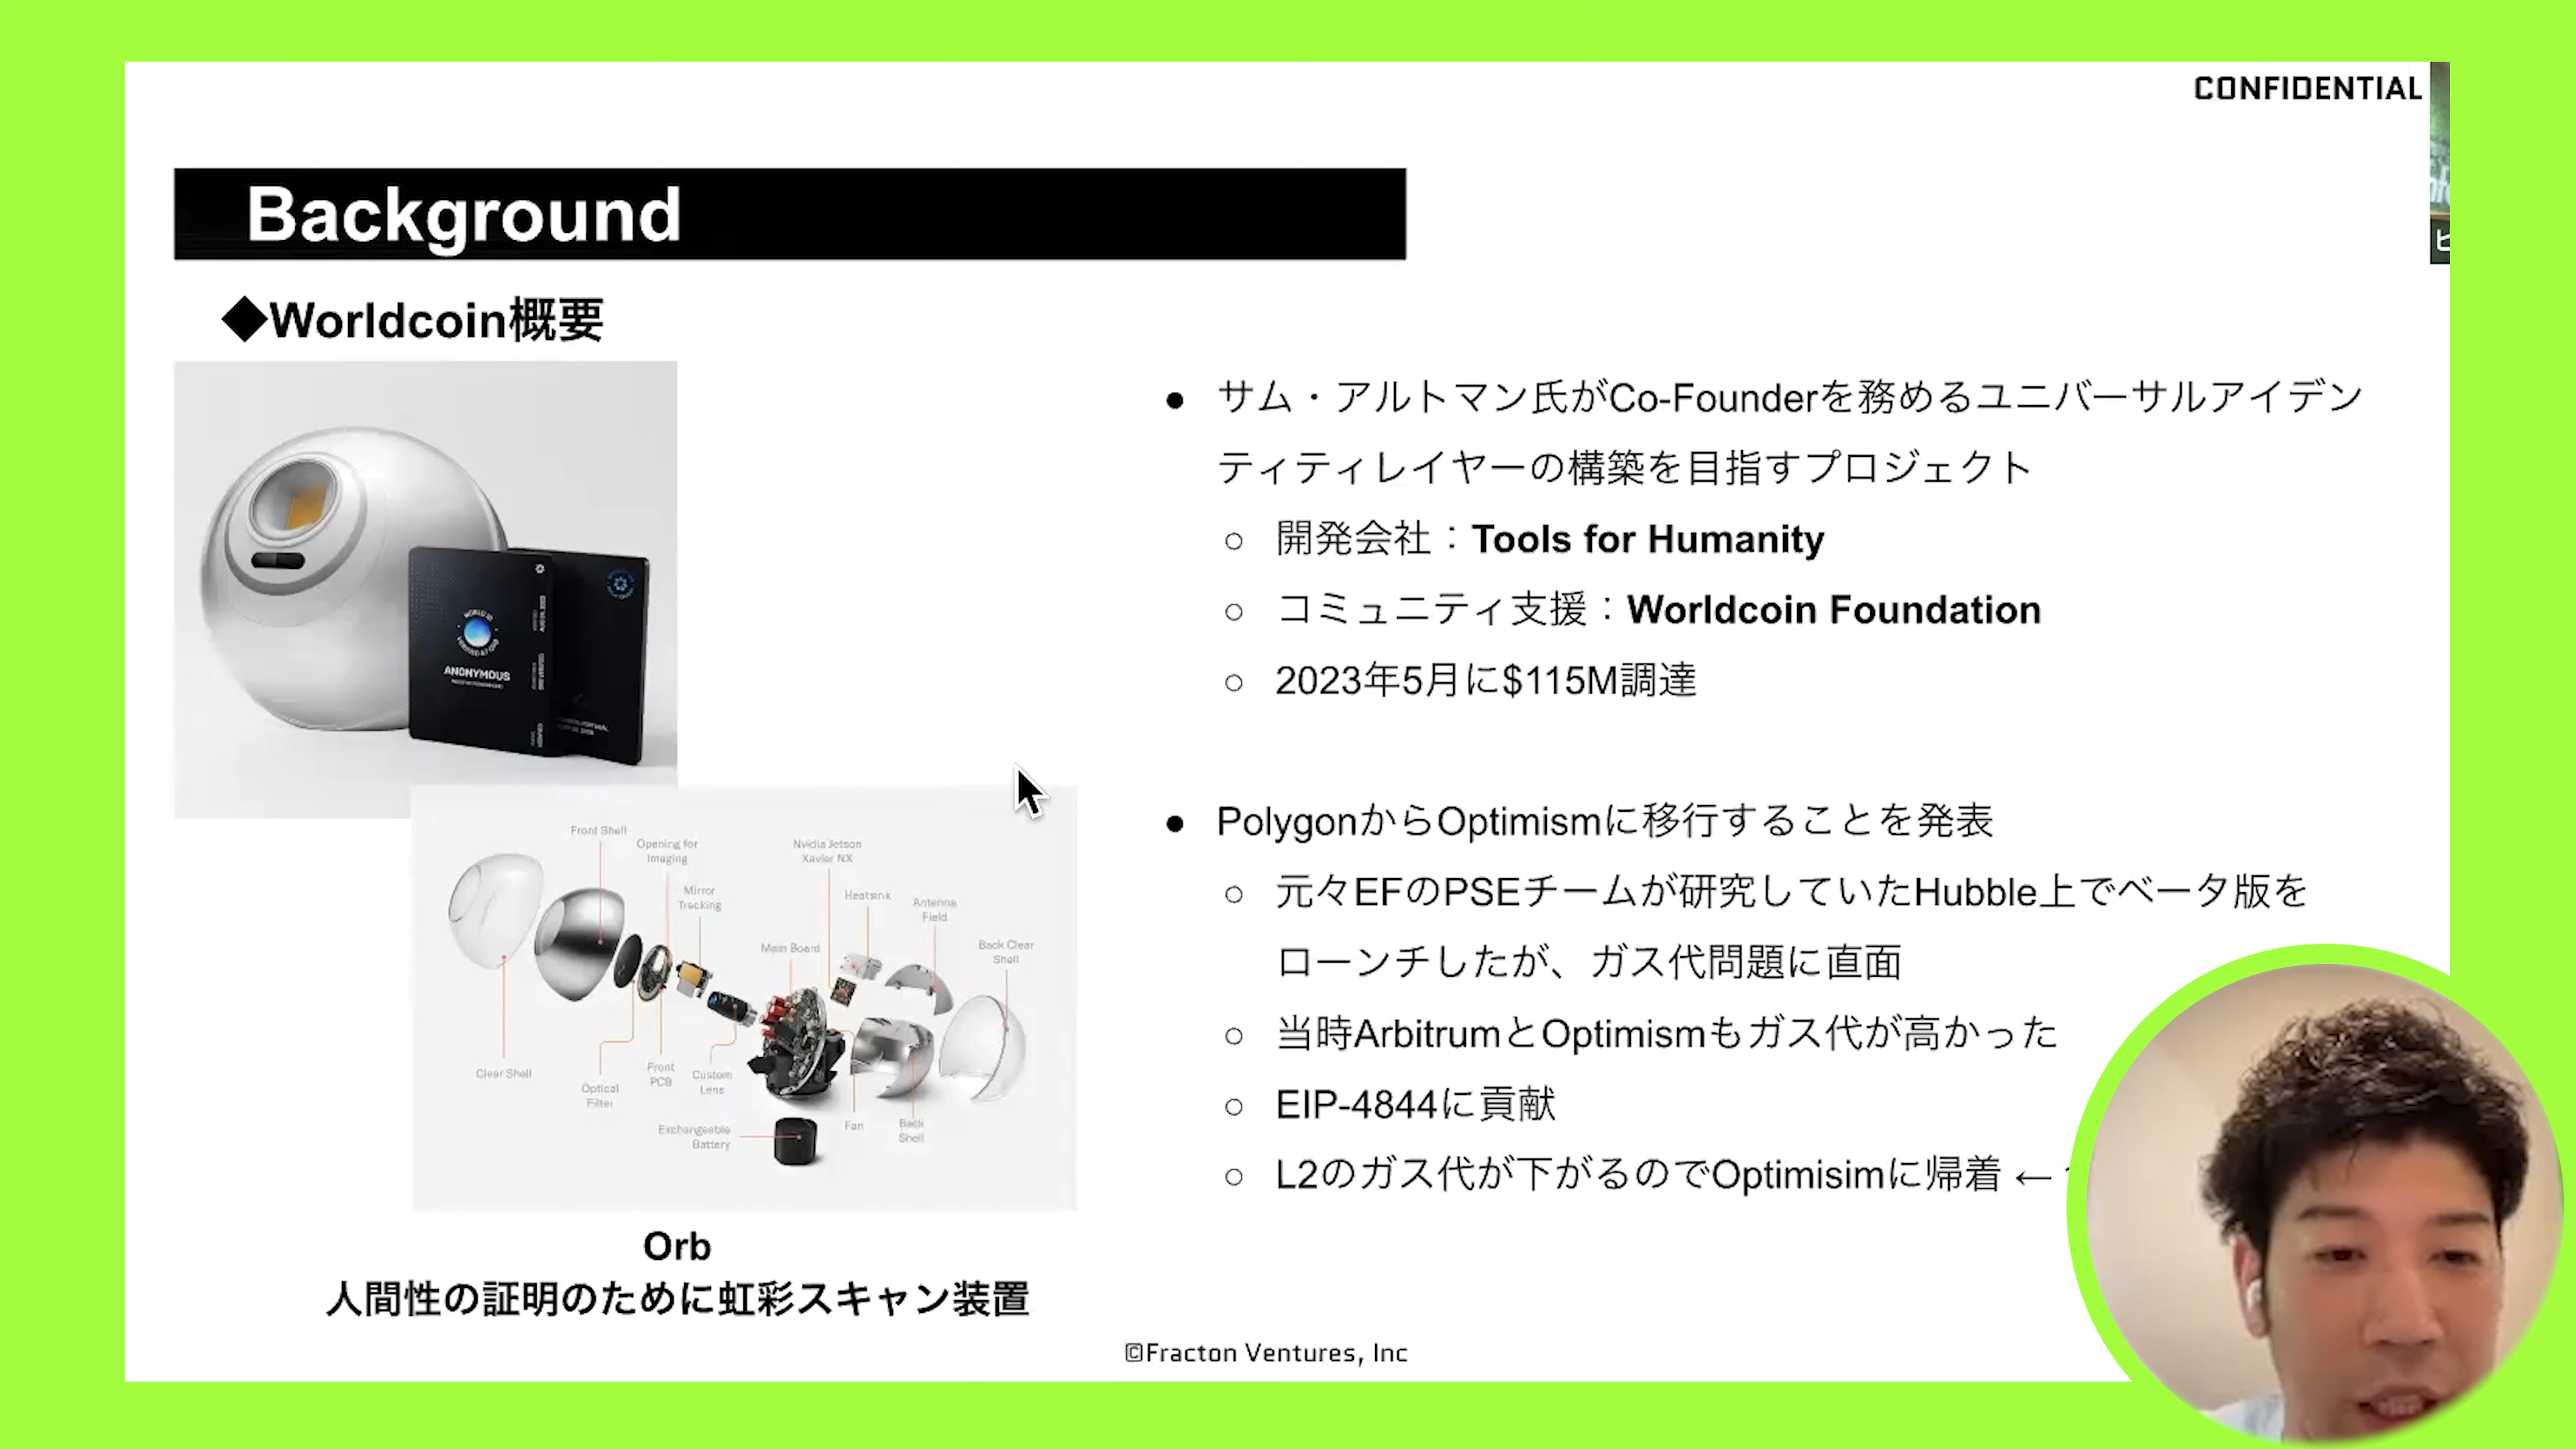 CONFIDENTIAL
Background
◆Worldcoin概要
ANONYMOUS
● サム・アルトマン氏がCo-Founderを務めるユニバーサルアイデン
ティティレイヤーの構築を目指すプロジェクト
○ 開発会社：Tools for Humanity
○ コミュニティ支援：Worldcoin Foundation
○ 2023年5月に$115M調達
● PolygonからOptimismに移行することを発表
○ 元々EFのPSEチームが研究していたHubble上でベータ版を
ローンチしたが、ガス代問題に直面
○ 当時ArbitrumとOptimismもガス代が高かった
○ EIP-4844に貢献
○ L2のガス代が下がるのでOptimisimに帰着 ←
Front Shell
Opening for
Imaging
Mirror
Tracking
Nvidia Jetson
Xavier NX
Heatsink
Antenna
Field
Main Board
Back Clear
Shell
Clear Shell
Optical
Filter
Front
PCB
Custom
Lens
Exchangeable
Battery
Fan
Back
Shell
Orb
人間性の証明のために虹彩スキャン装置
©Fracton Ventures, Inc